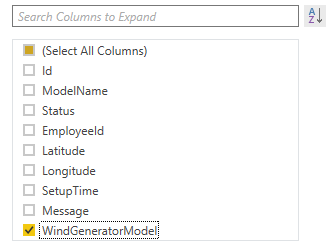 Search Columns to Expand
A
Z
(Select All Columns)
Id
ModelName
Status
EmployeeId
Latitude
Longitude
SetupTime
Message
WindGeneratorModel